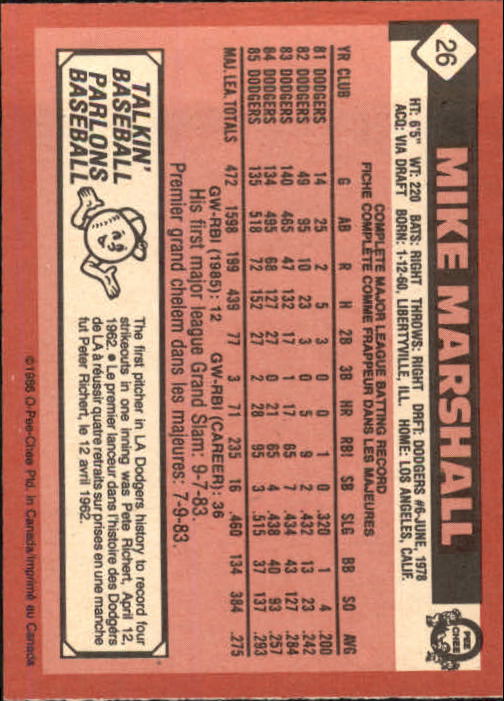 26
MIKE MARSHALL
O PEE CHEE
HT: 6'5" WT: 220 BATS: RIGHT THROWS: RIGHT DRFT: DODGERS #6-JUNE, 1978
ACQ: VIA DRAFT BORN: 1-12-60, LIBERTYVILLE, ILL. HOME: LOS ANGELES, CALIF.
COMPLETE MAJOR LEAGUE BATTING RECORD
FICHE COMPLÈTE COMME FRAPPEUR DANS LES MAJEURES
YR CLUB G AB R H 2B 3B HR RBI SB SLG BB SO AVG
81 DODGERS 14 25 2 5 3 0 0 1 0 .320 1 4 .200
82 DODGERS 49 95 10 23 3 0 5 9 2 .432 13 23 .242
83 DODGERS 140 465 47 132 17 1 17 65 7 .434 43 127 .284
84 DODGERS 134 495 68 127 27 0 21 65 4 .438 40 93 .257
85 DODGERS 135 518 72 152 27 2 28 95 3 .515 37 137 .293
MAJ. LEA. TOTALS 472 1598 199 439 77 3 71 235 16 .460 134 384 .275
GW-RBI (1985): 12 GW-RBI (CAREER): 36
His first major league Grand Slam: 9-7-83.
Premier grand chelem dans les majeures: 7-9-83.
TALKIN'
BASEBALL
PARLONS
BASEBALL
The first pitcher in LA Dodgers history to record four
strikeouts in one inning was Pete Richert, April 12,
1962. ● Le premier lanceur dans l'histoire des Dodgers
de LA à réussir quatre retraits sur prises en une manche
fut Peter Richert, le 12 avril 1962.
©1986 O-Pee-Chee Ptd. in Canada/Imprimé au Canada